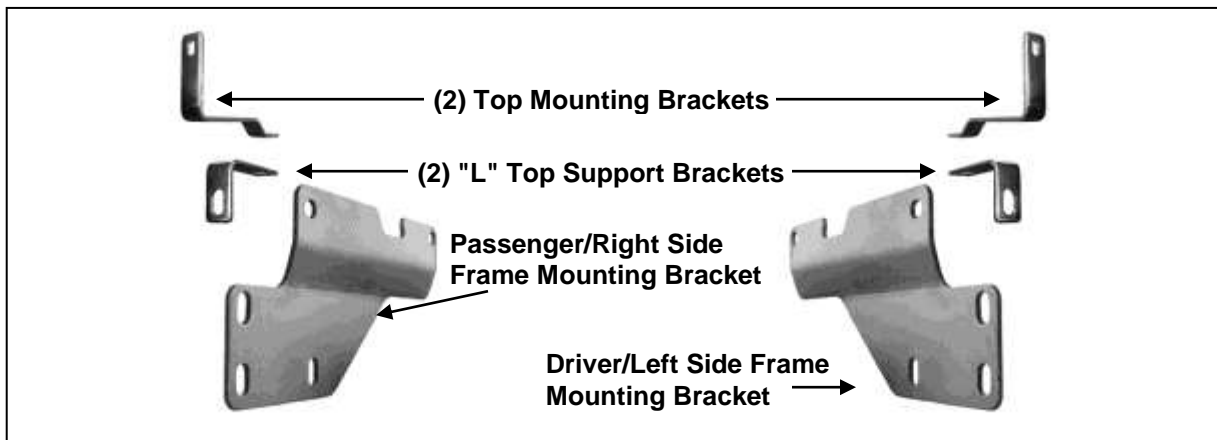 (2) Top Mounting Brackets
(2) "L" Top Support Brackets
Passenger/Right Side
Frame Mounting Bracket
Driver/Left Side Frame
Mounting Bracket